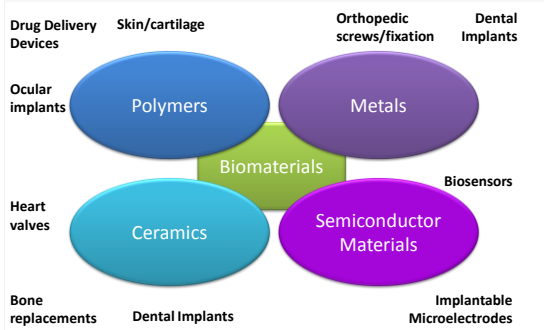 Drug Delivery
Devices
Skin/cartilage
Orthopedic
screws/fixation
Dental
Implants
Ocular
implants
Polymers
Metals
Biomaterials
Biosensors
Heart
valves
Ceramics
Semiconductor
Materials
Bone
replacements
Dental Implants
Implantable
Microelectrodes